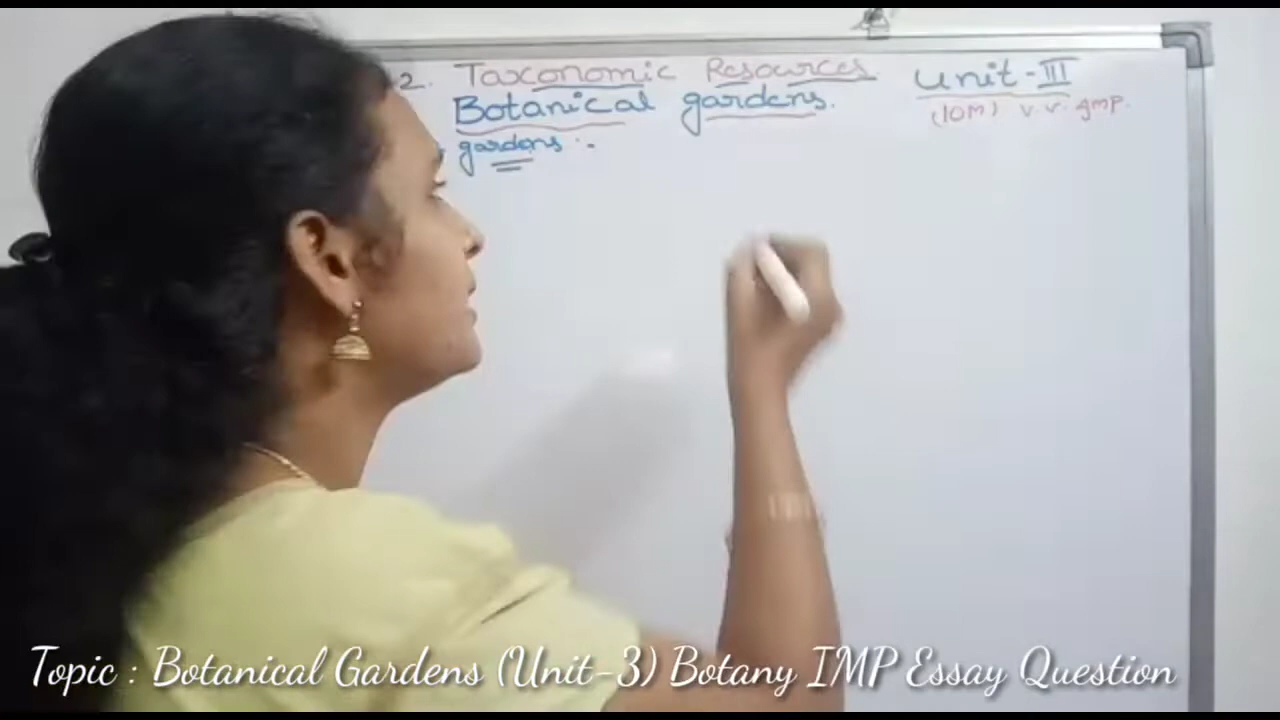 2. Taxonomic Resources Unit-III
Botanical gardens. (10M) v.v. Imp.
gardens :-
Topic : Botanical Gardens (Unit-3) Botany IMP Essay Question